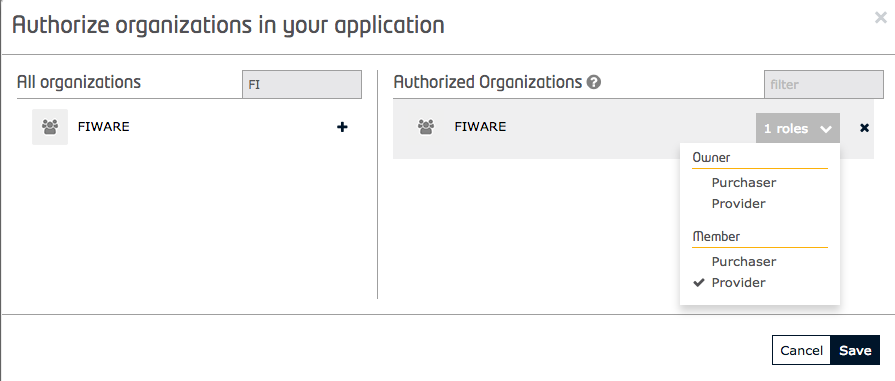 Authorize organizations in your application
All organizations
FI
FIWARE
Authorized Organizations
filter
FIWARE
1 roles
Owner
Purchaser
Provider
Member
Purchaser
Provider
Cancel
Save